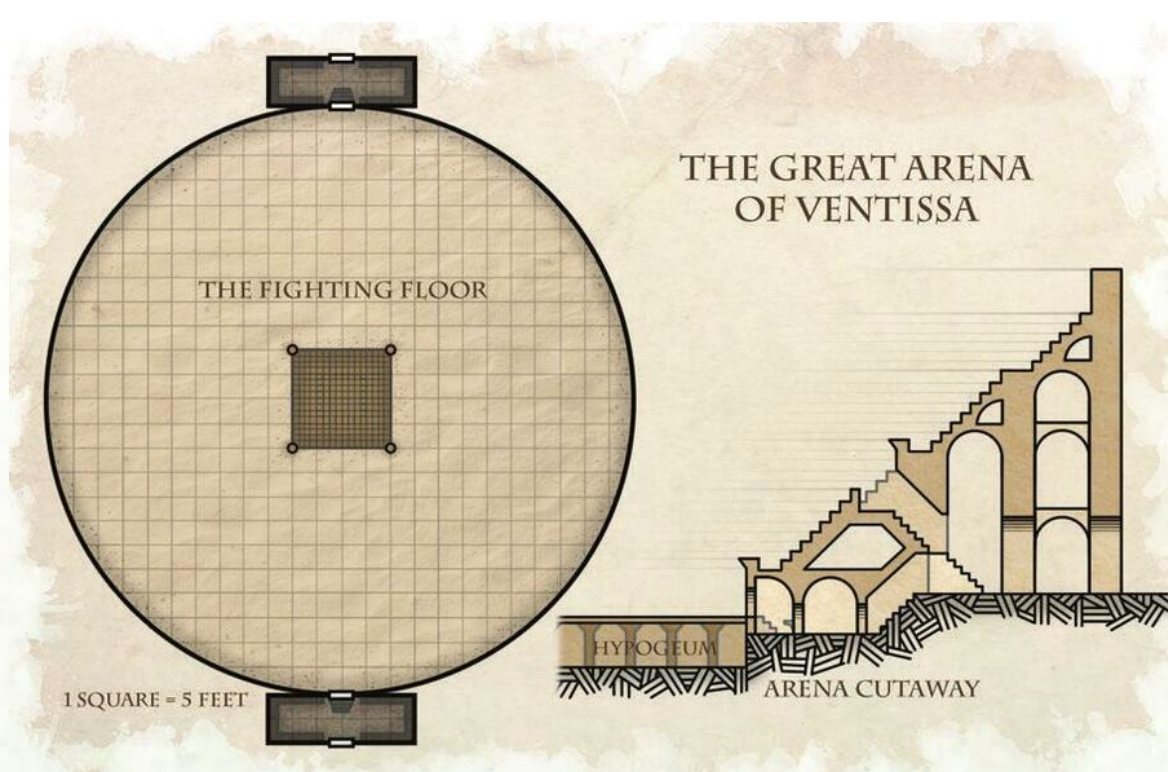 THE GREAT ARENA
OF VENTISSA
THE FIGHTING FLOOR
HYPOGEUM
ARENA CUTAWAY
1 SQUARE = 5 FEET